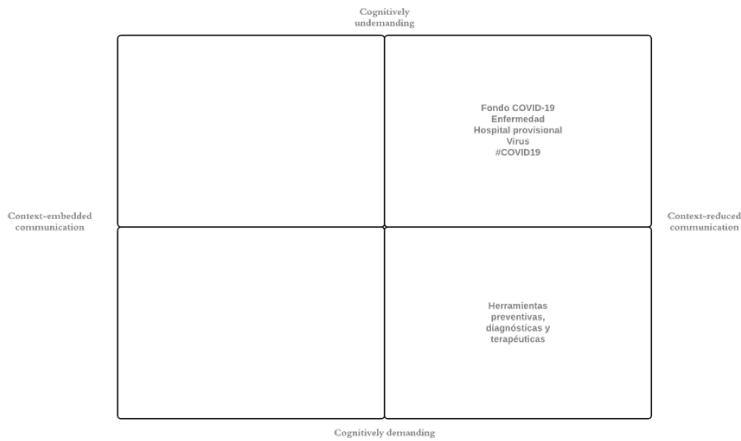 Cognitively
undemanding
Fondo COVID-19
Enfermedad
Hospital provisional
Virus
#COVID19
Context-embedded
communication
Context-reduced
communication
Herramientas
preventivas,
diagnósticas y
terapéuticas
Cognitively demanding